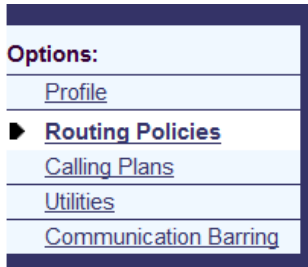 Options:
Profile
Routing Policies
Calling Plans
Utilities
Communication Barring